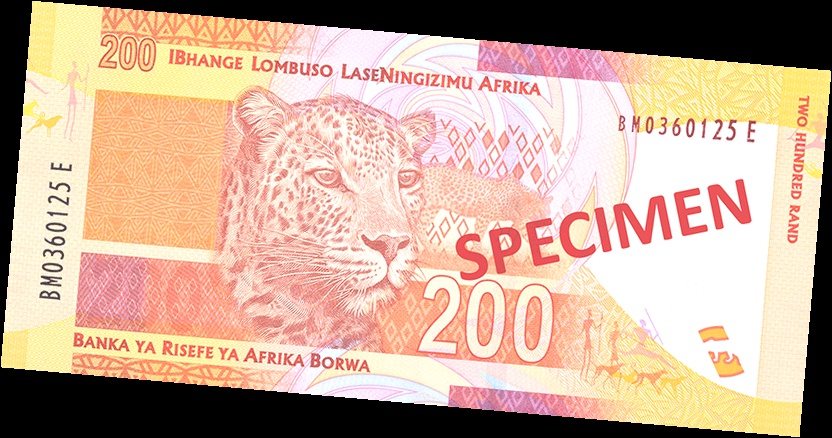 200 IBHANGE LOMBUSO LASENINGIZIMU AFRIKA
BM0360125 E
TWO HUNDRED RAND
BM0360125 E
SPECIMEN
200
BANKA YA RISEFE YA AFRIKA BORWA